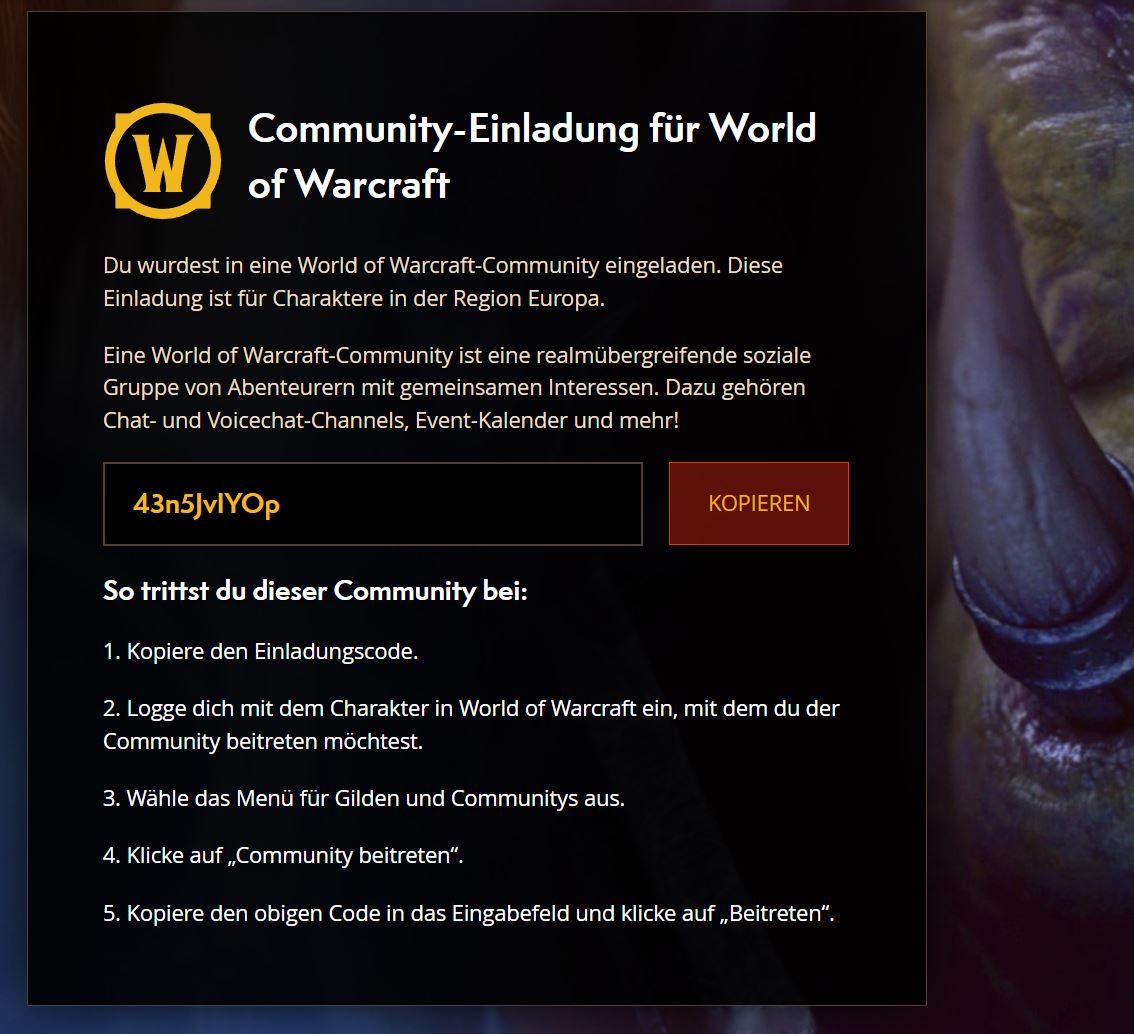 W
Community-Einladung für World
of Warcraft
Du wurdest in eine World of Warcraft-Community eingeladen. Diese
Einladung ist für Charaktere in der Region Europa.
Eine World of Warcraft-Community ist eine realmübergreifende soziale
Gruppe von Abenteurern mit gemeinsamen Interessen. Dazu gehören
Chat- und Voicechat-Channels, Event-Kalender und mehr!
43n5JvlYOp
KOPIEREN
So trittst du dieser Community bei:
1. Kopiere den Einladungscode.
2. Logge dich mit dem Charakter in World of Warcraft ein, mit dem du der
Community beitreten möchtest.
3. Wähle das Menü für Gilden und Communitys aus.
4. Klicke auf „Community beitreten“.
5. Kopiere den obigen Code in das Eingabefeld und klicke auf „Beitreten“.